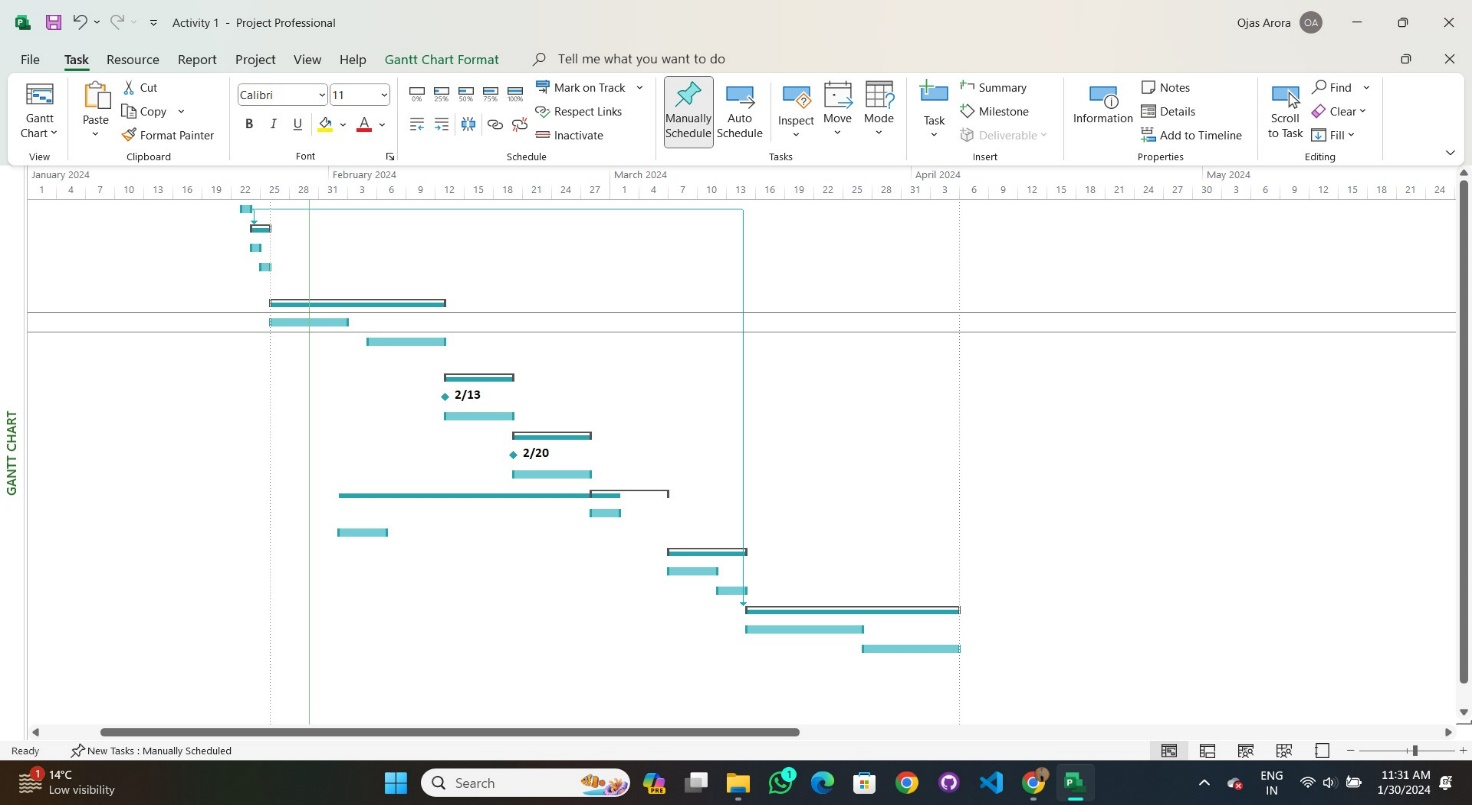 Activity 1 - Project Professional
Ojas Arora OA
File Task Resource Report Project View Help Gantt Chart Format Tell me what you want to do
Gantt Chart
View
Paste
Cut
Copy
Format Painter
Clipboard
Calibri 11
B I U A
Font
0% 25% 50% 75% 100%
Mark on Track
Respect Links
Inactivate
Schedule
Manually Schedule
Auto Schedule
Inspect
Move
Mode
Tasks
Task
Summary
Milestone
Deliverable
Insert
Information
Notes
Details
Add to Timeline
Properties
Scroll to Task
Find
Clear
Fill
Editing
January 2024 February 2024 March 2024 April 2024 May 2024
1 4 7 10 13 16 19 22 25 28 31 3 6 9 12 15 18 21 24 27 1 4 7 10 13 16 19 22 25 28 31 3 6 9 12 15 18 21 24 27 30 3 6 9 12 15 18 21 24
2/13
2/20
GANTT CHART
Ready New Tasks : Manually Scheduled
1
14°C
Low visibility
Search
PRE
1
ENG
IN
11:31 AM
1/30/2024